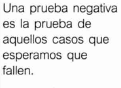 Una prueba negativa
es la prueba de
aquellos casos que
esperamos que
fallen.